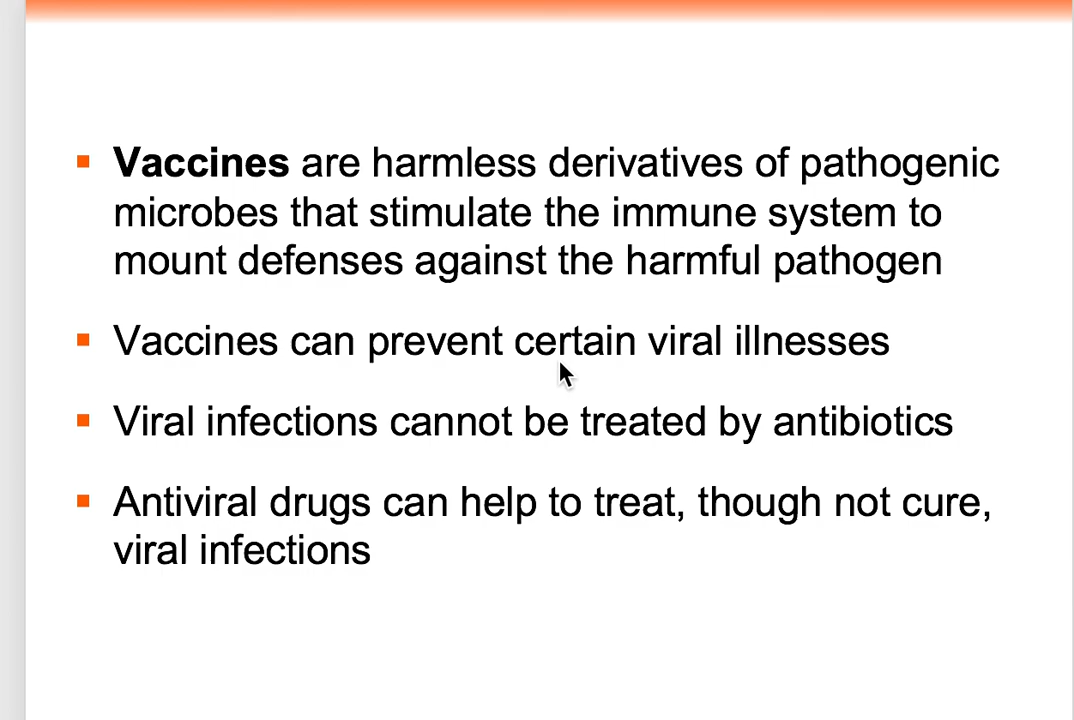 Vaccines are harmless derivatives of pathogenic
microbes that stimulate the immune system to
mount defenses against the harmful pathogen
Vaccines can prevent certain viral illnesses
Viral infections cannot be treated by antibiotics
Antiviral drugs can help to treat, though not cure,
viral infections